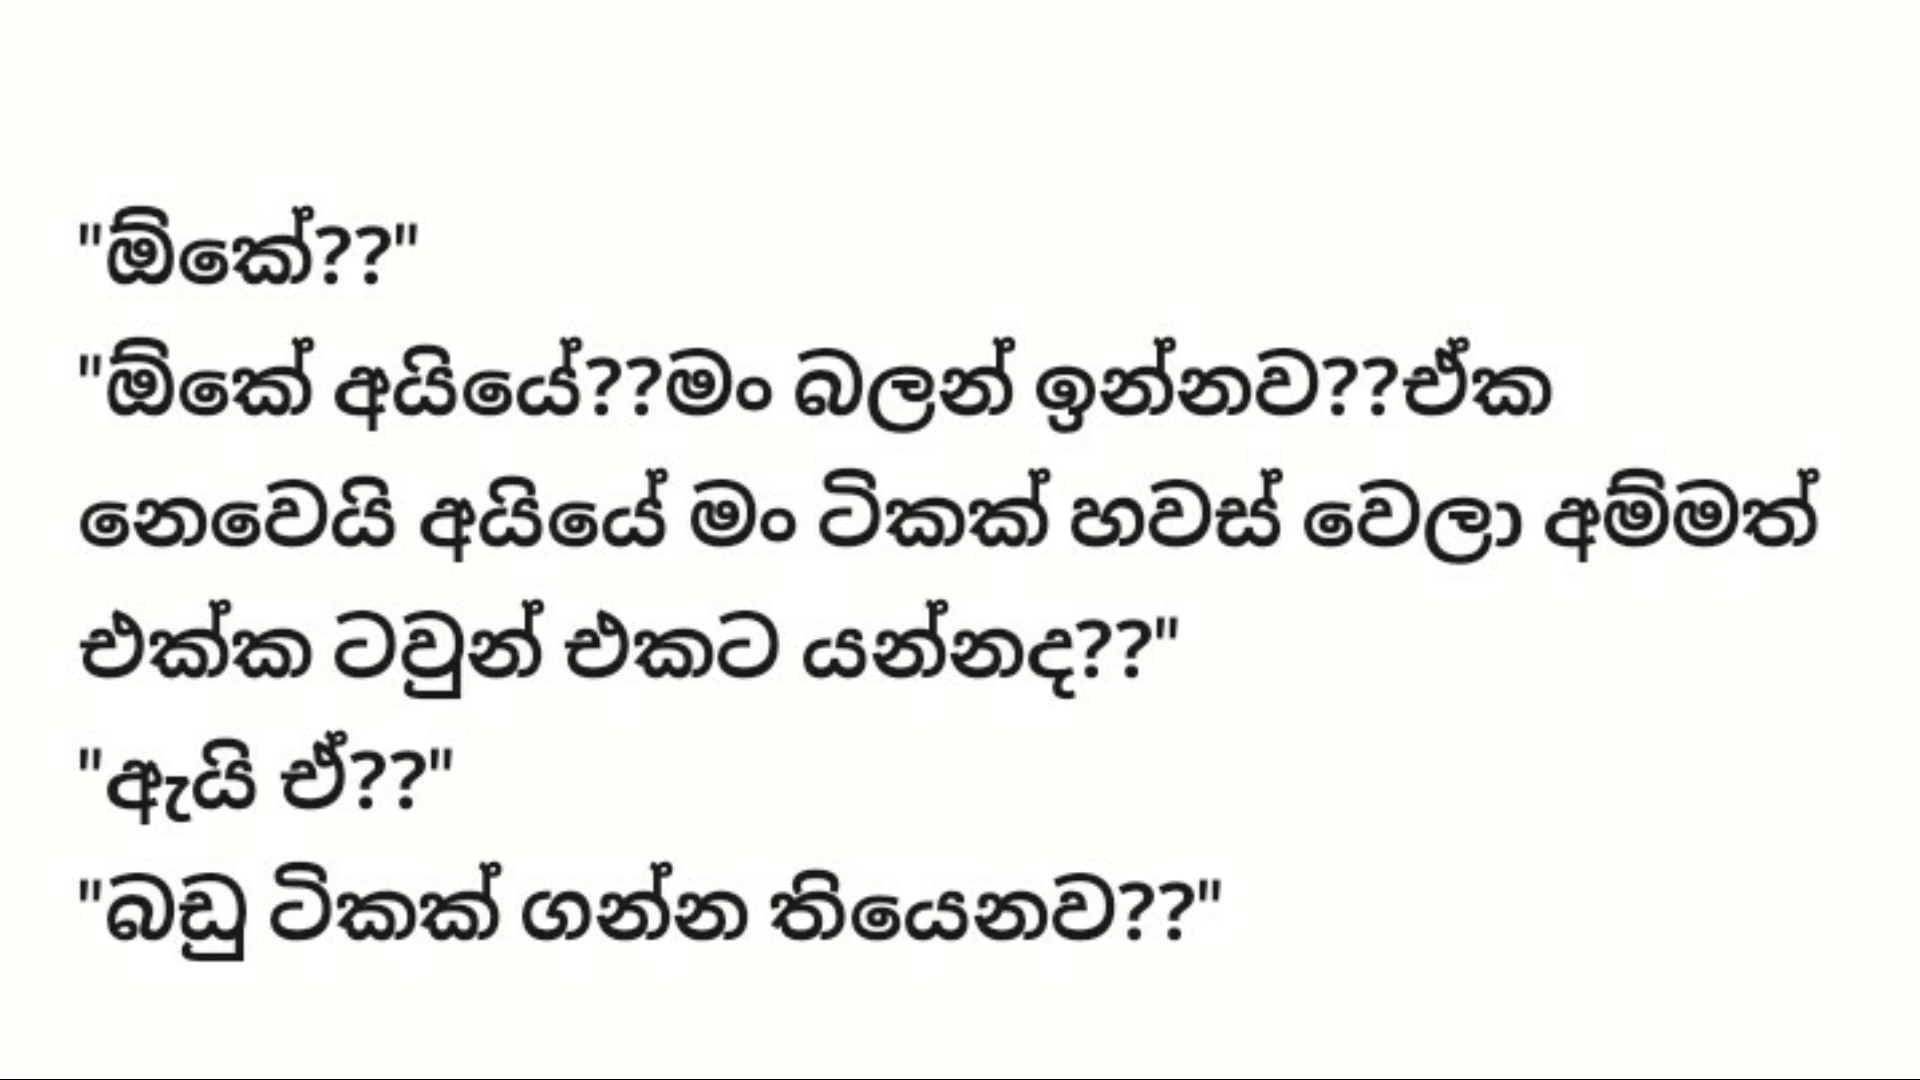 "ඕකේ??"
"ඕකේ අයියේ??මං බලන් ඉන්නව??ඒක
නෙවෙයි අයියේ මං ටිකක් හවස් වෙලා අම්මත්
එක්ක ටවුන් එකට යන්නද??"
"ඇයි ඒ??"
"බඩු ටිකක් ගන්න තියෙනව??"